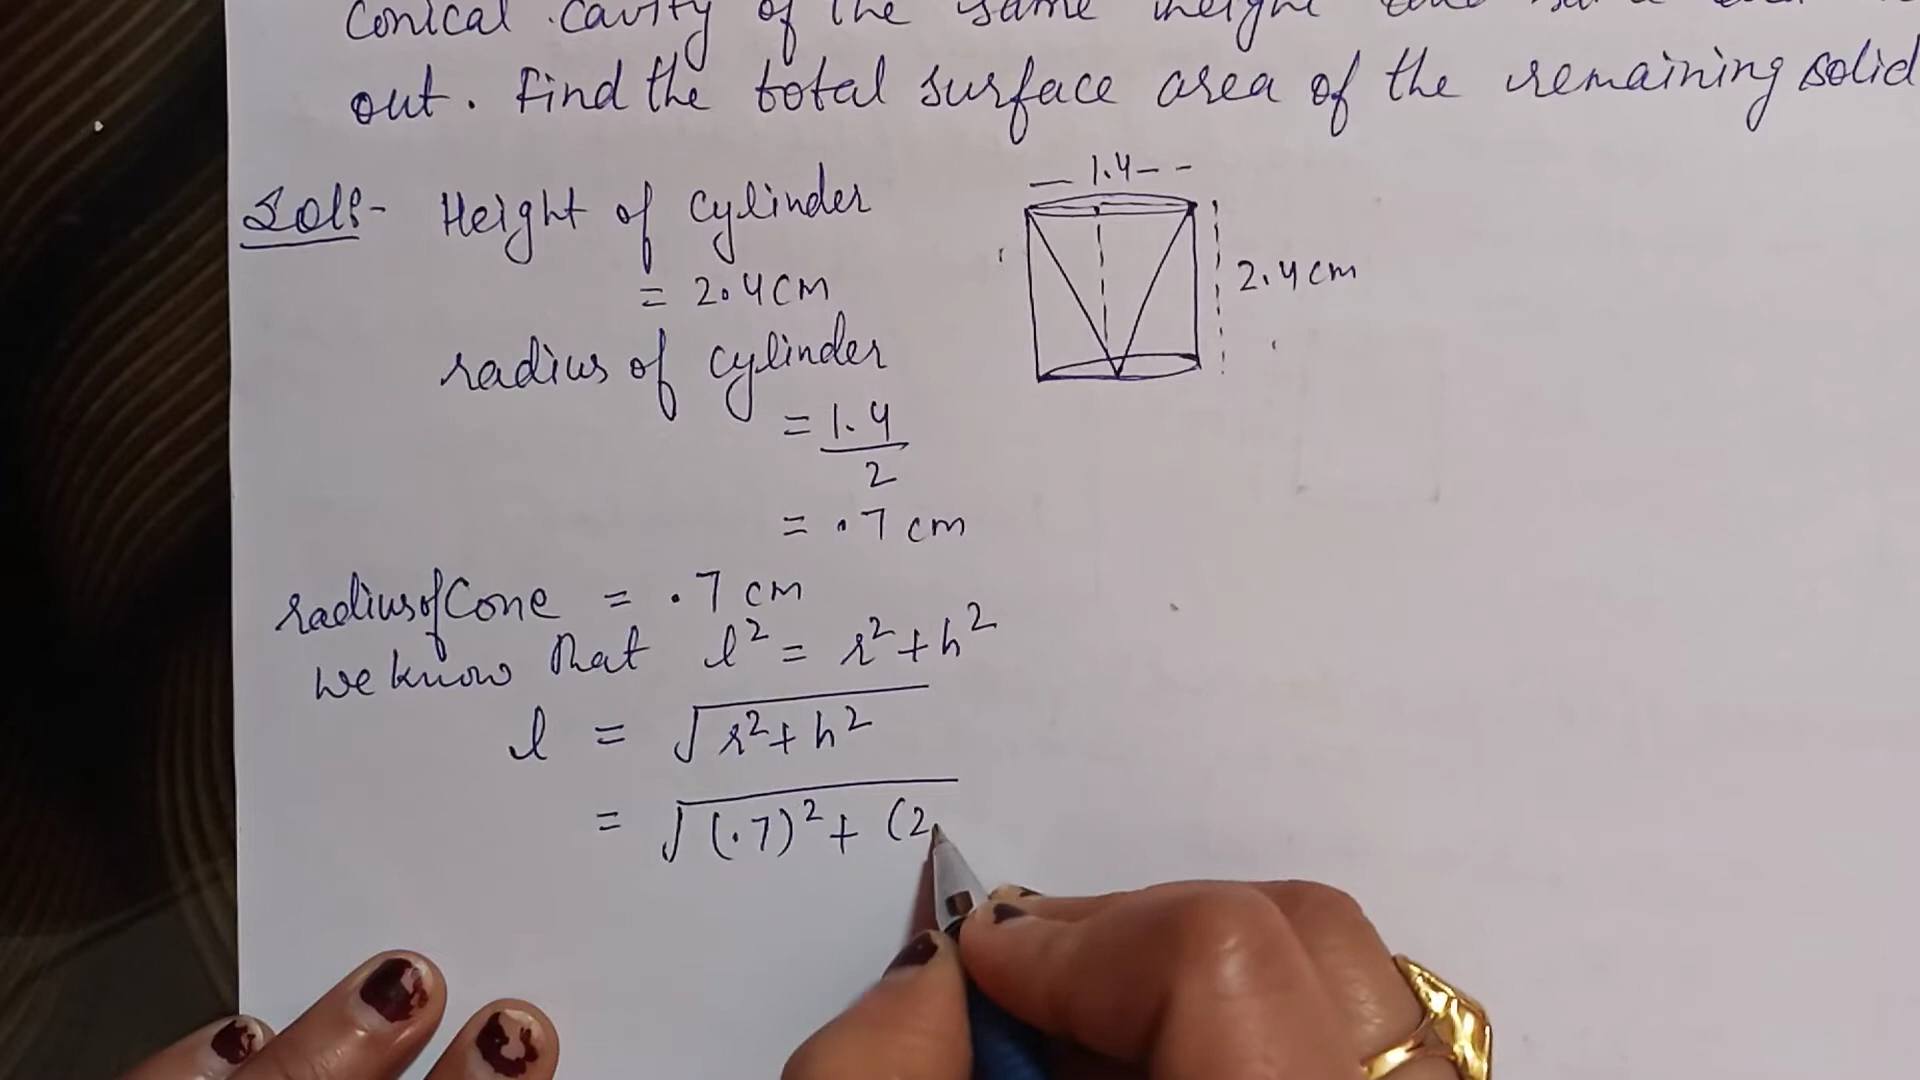 Conical cavity of the same height
out. Find the total surface area of the remaining solid
Sol:- Height of cylinder
= 2.4 cm
1.4
2.4 cm
radius of cylinder
= 1.4
2
= .7 cm
radius of Cone = .7 cm
We know that l² = r² + h²
l = √r² + h²
= √(.7)² + (2.